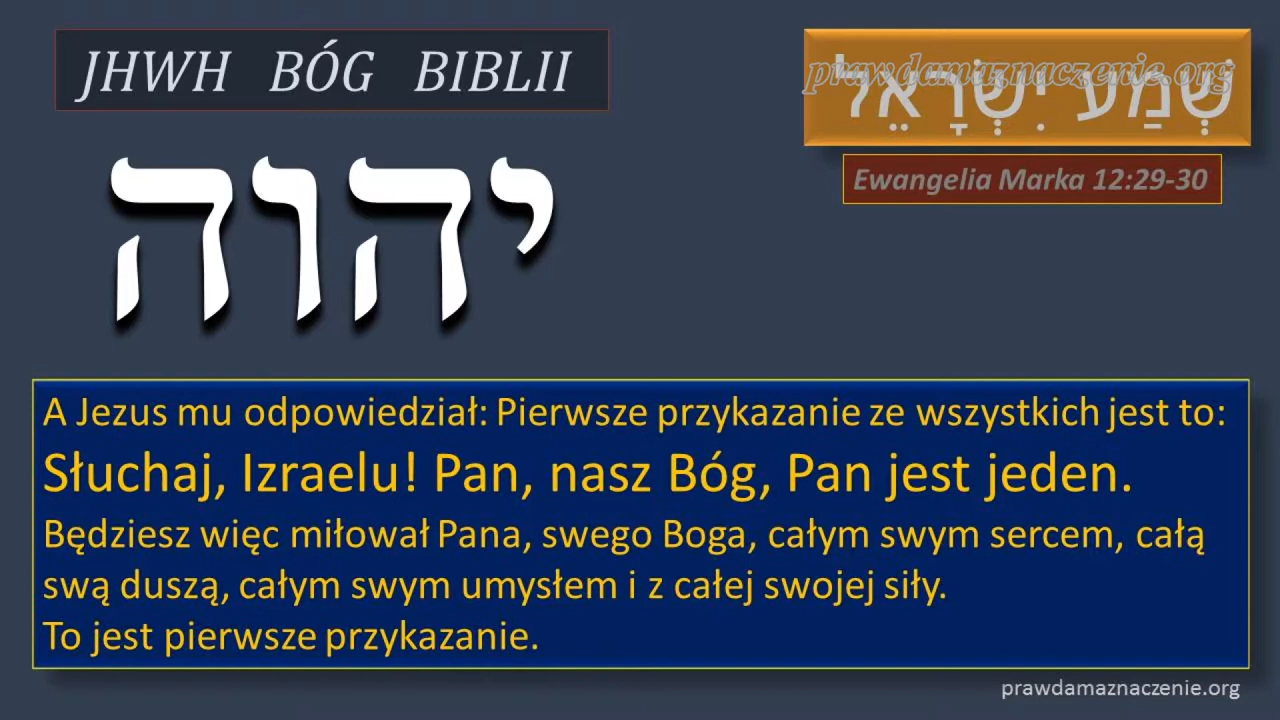 JHWH BÓG BIBLII
prawdamaznaczenie.org
שְׁמַע יִשְׂרָאֵל
Ewangelia Marka 12:29-30
יהוה
A Jezus mu odpowiedział: Pierwsze przykazanie ze wszystkich jest to:
Słuchaj, Izraelu! Pan, nasz Bóg, Pan jest jeden.
Będziesz więc miłował Pana, swego Boga, całym swym sercem, całą
swą duszą, całym swym umysłem i z całej swojej siły.
To jest pierwsze przykazanie.
prawdamaznaczenie.org